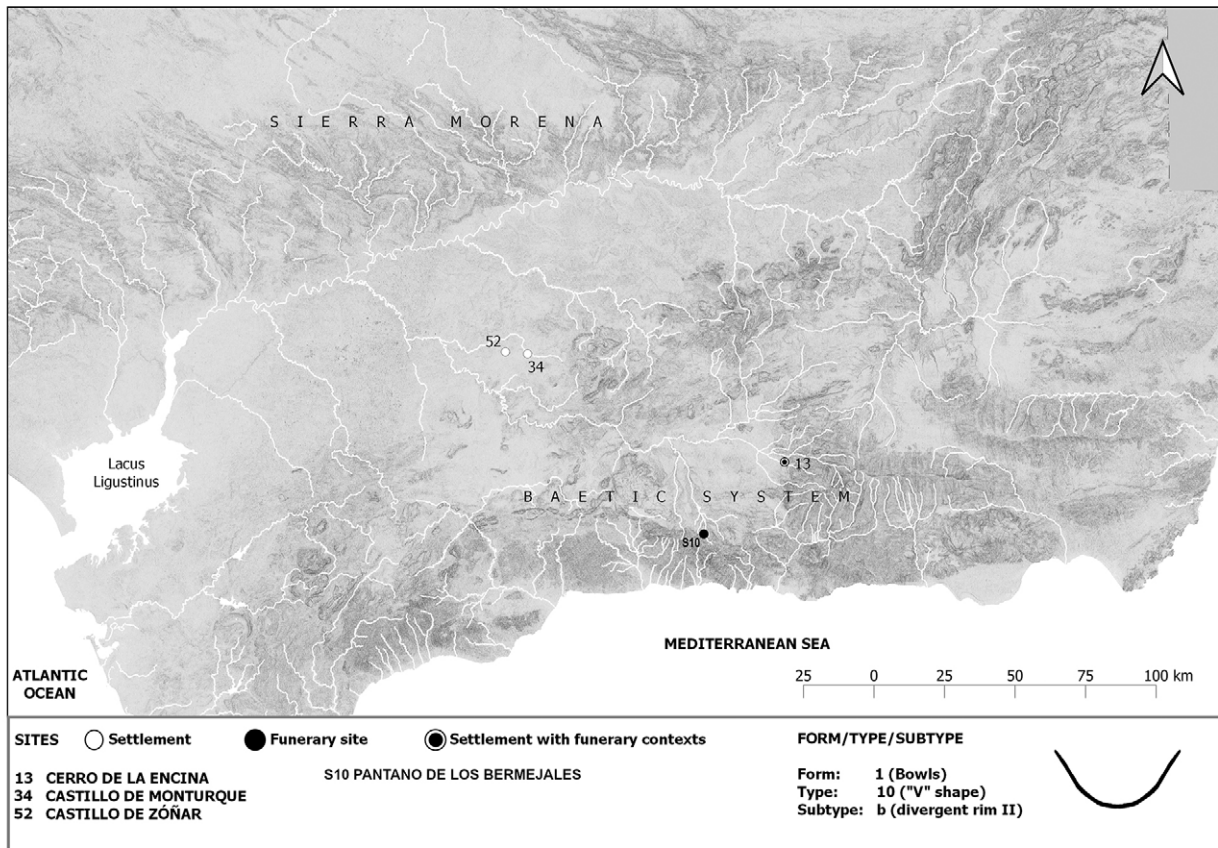 SIERRA MORENA
52
34
Lacus
Ligustinus
13
BAETIC SYSTEM
S10
MEDITERRANEAN SEA
ATLANTIC
OCEAN
25 0 25 50 75 100 km
SITES Settlement Funerary site Settlement with funerary contexts
13 CERRO DE LA ENCINA
34 CASTILLO DE MONTURQUE
52 CASTILLO DE ZÓÑAR
S10 PANTANO DE LOS BERMEJALES
FORM/TYPE/SUBTYPE
Form: 1 (Bowls)
Type: 10 ("V" shape)
Subtype: b (divergent rim II)